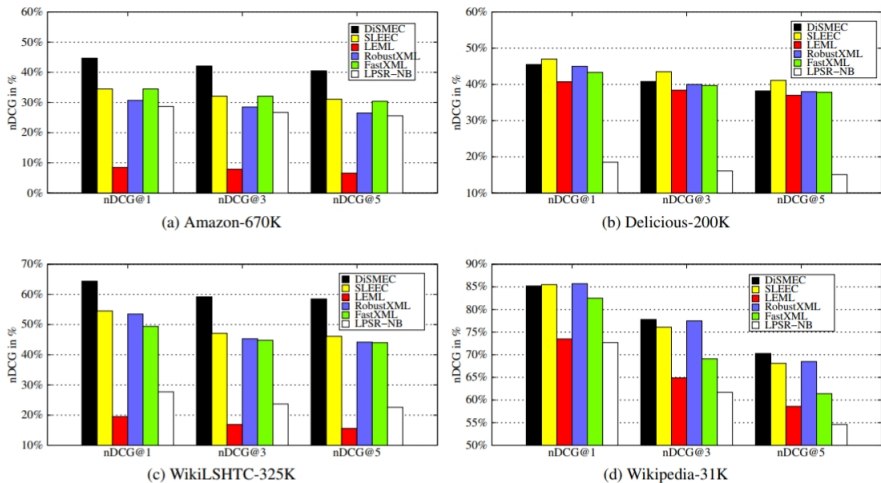 60%
50%
40%
30%
20%
10%
0%
nDCG in %
DiSMEC
SLEEC
LEML
RobustXML
FastXML
LPSR-NB
nDCG@1
nDCG@3
nDCG@5
(a) Amazon-670K
60%
50%
40%
30%
20%
10%
nDCG in %
DiSMEC
SLEEC
LEML
RobustXML
FastXML
LPSR-NB
nDCG@1
nDCG@3
nDCG@5
(b) Delicious-200K
70%
60%
50%
40%
30%
20%
10%
nDCG in %
DiSMEC
SLEEC
LEML
RobustXML
FastXML
LPSR-NB
nDCG@1
nDCG@3
nDCG@5
(c) WikiLSHTC-325K
90%
85%
80%
75%
70%
65%
60%
55%
50%
nDCG in %
DiSMEC
SLEEC
LEML
RobustXML
FastXML
LPSR-NB
nDCG@1
nDCG@3
nDCG@5
(d) Wikipedia-31K